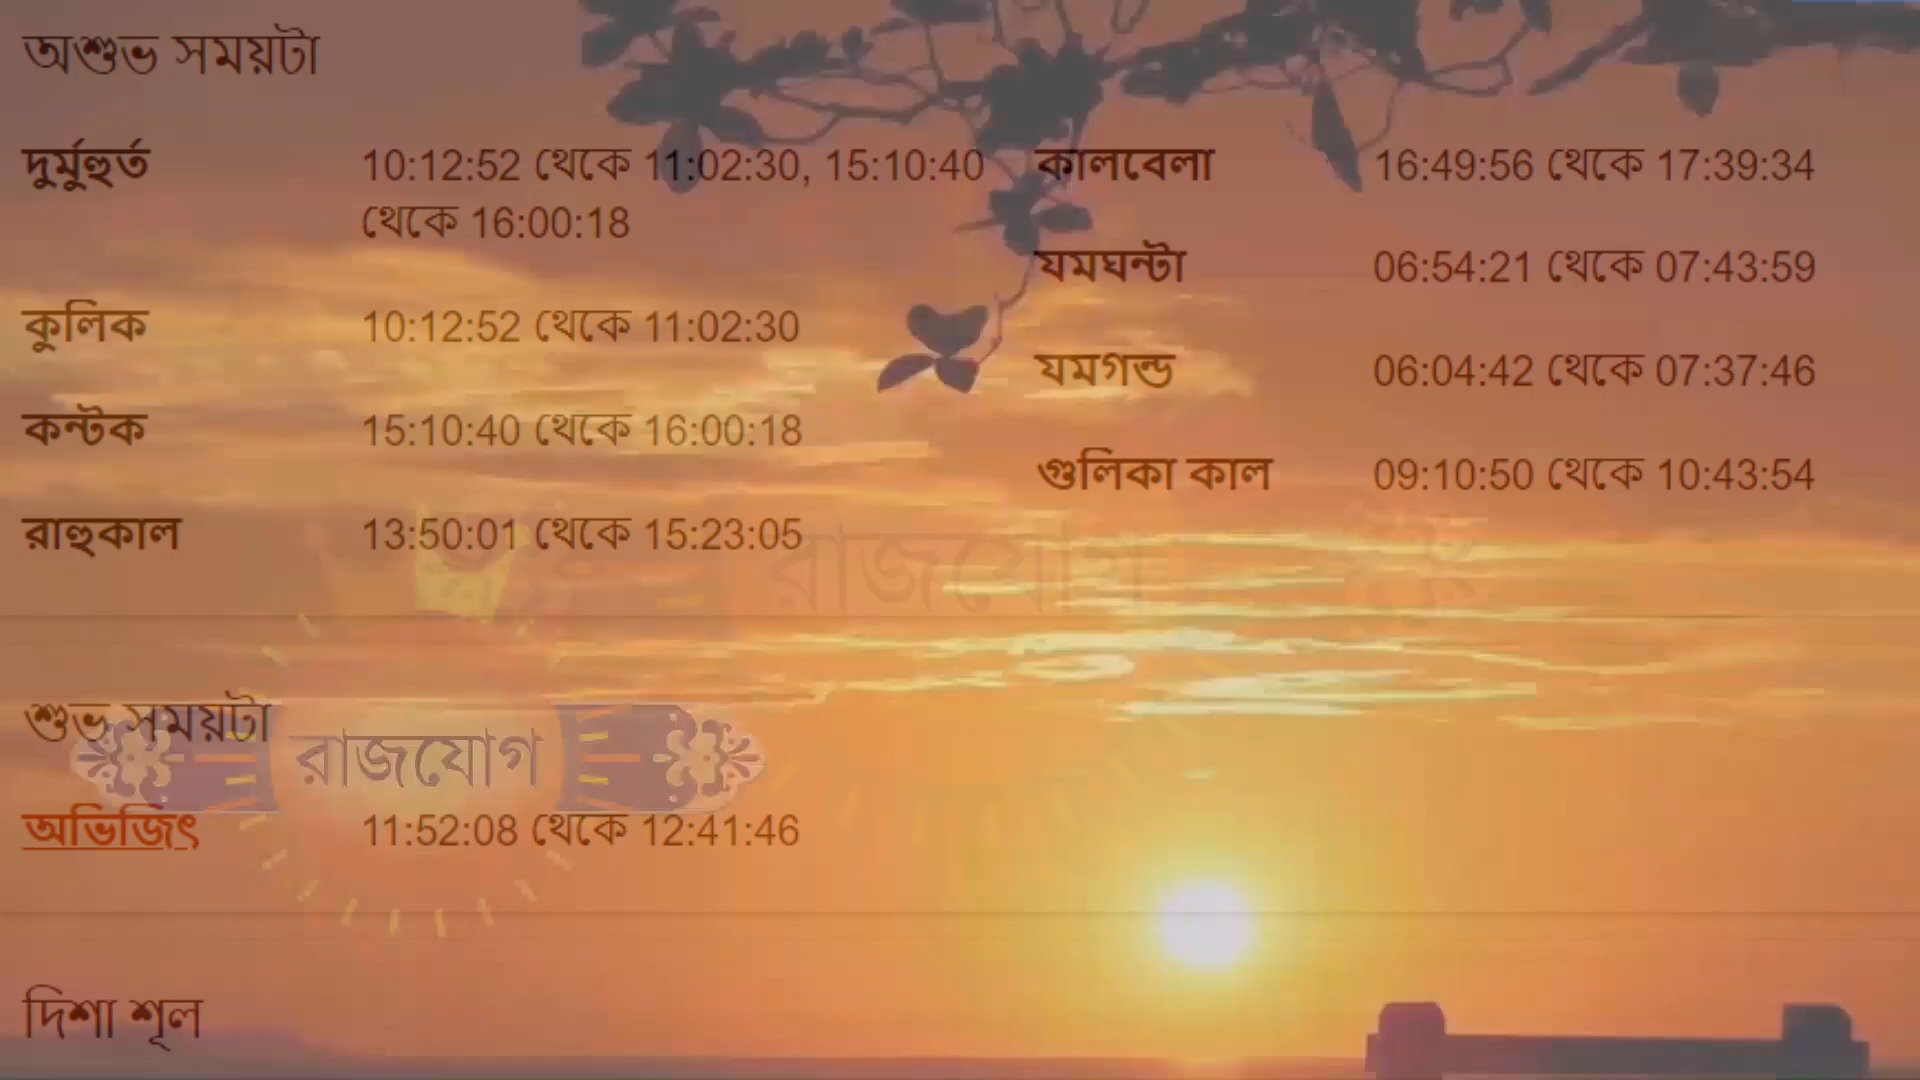 অশুভ সময়টা
দুর্মুহুর্ত 10:12:52 থেকে 11:02:30, 15:10:40 থেকে 16:00:18
কুলিক 10:12:52 থেকে 11:02:30
কন্টক 15:10:40 থেকে 16:00:18
রাহুকাল 13:50:01 থেকে 15:23:05
কালবেলা 16:49:56 থেকে 17:39:34
যমঘন্টা 06:54:21 থেকে 07:43:59
যমগন্ড 06:04:42 থেকে 07:37:46
গুলিকা কাল 09:10:50 থেকে 10:43:54
রাজযোগ
শুভ সময়টা
রাজযোগ
অভিজিৎ 11:52:08 থেকে 12:41:46
দিশা শূল